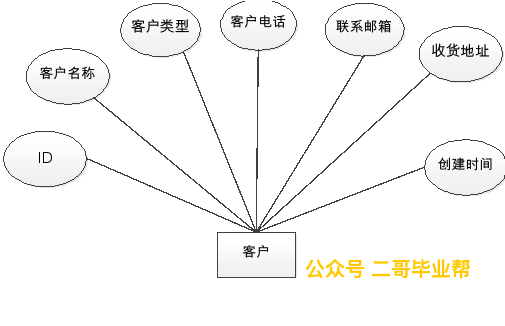 客户类型
客户电话
联系邮箱
收货地址
客户名称
ID
创建时间
客户
公众号 二哥毕业帮